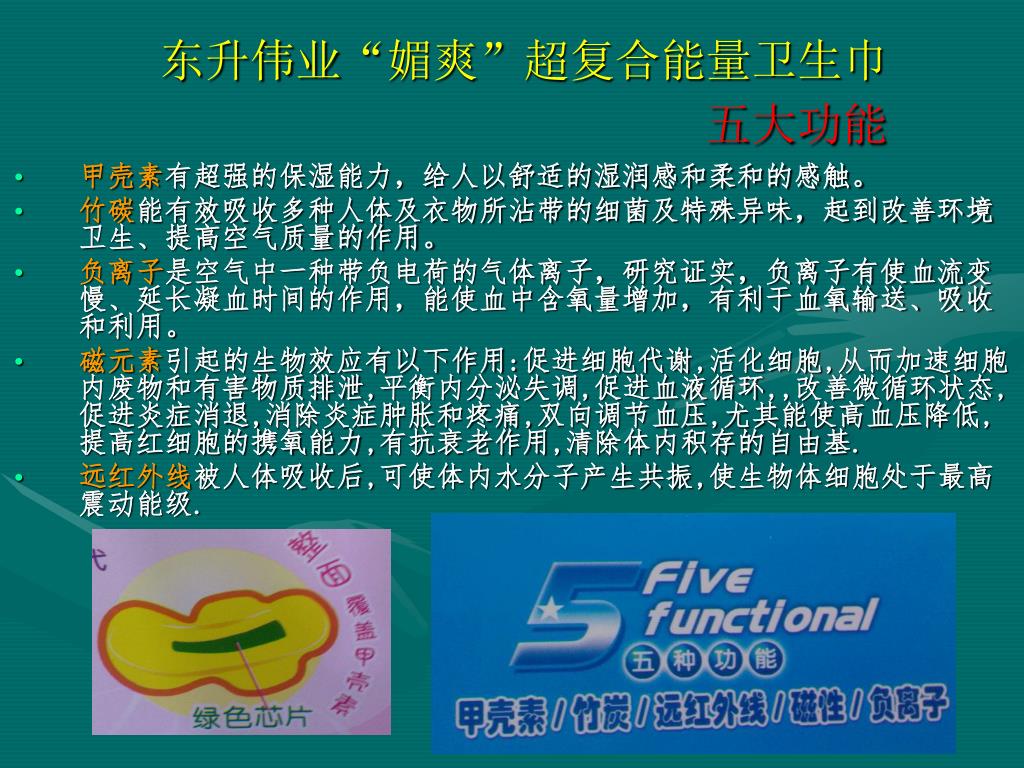 东升伟业“媚爽”超复合能量卫生巾
五大功能
• 甲壳素有超强的保湿能力，给人以舒适的湿润感和柔和的感触。
• 竹碳能有效吸收多种人体及衣物所沾带的细菌及特殊异味，起到改善环境
卫生、提高空气质量的作用。
• 负离子是空气中一种带负电荷的气体离子，研究证实，负离子有使血流变
慢、延长凝血时间的作用，能使血中含氧量增加，有利于血氧输送、吸收
和利用。
• 磁元素引起的生物效应有以下作用:促进细胞代谢,活化细胞,从而加速细胞
内废物和有害物质排泄,平衡内分泌失调,促进血液循环,,改善微循环状态,
促进炎症消退,消除炎症肿胀和疼痛,双向调节血压,尤其能使高血压降低,
提高红细胞的携氧能力,有抗衰老作用,清除体内积存的自由基.
• 远红外线被人体吸收后,可使体内水分子产生共振,使生物体细胞处于最高
震动能级.
整面覆盖甲壳素
绿色芯片
5 Five
functional
五种功能
甲壳素/竹炭/远红外线/磁性/负离子